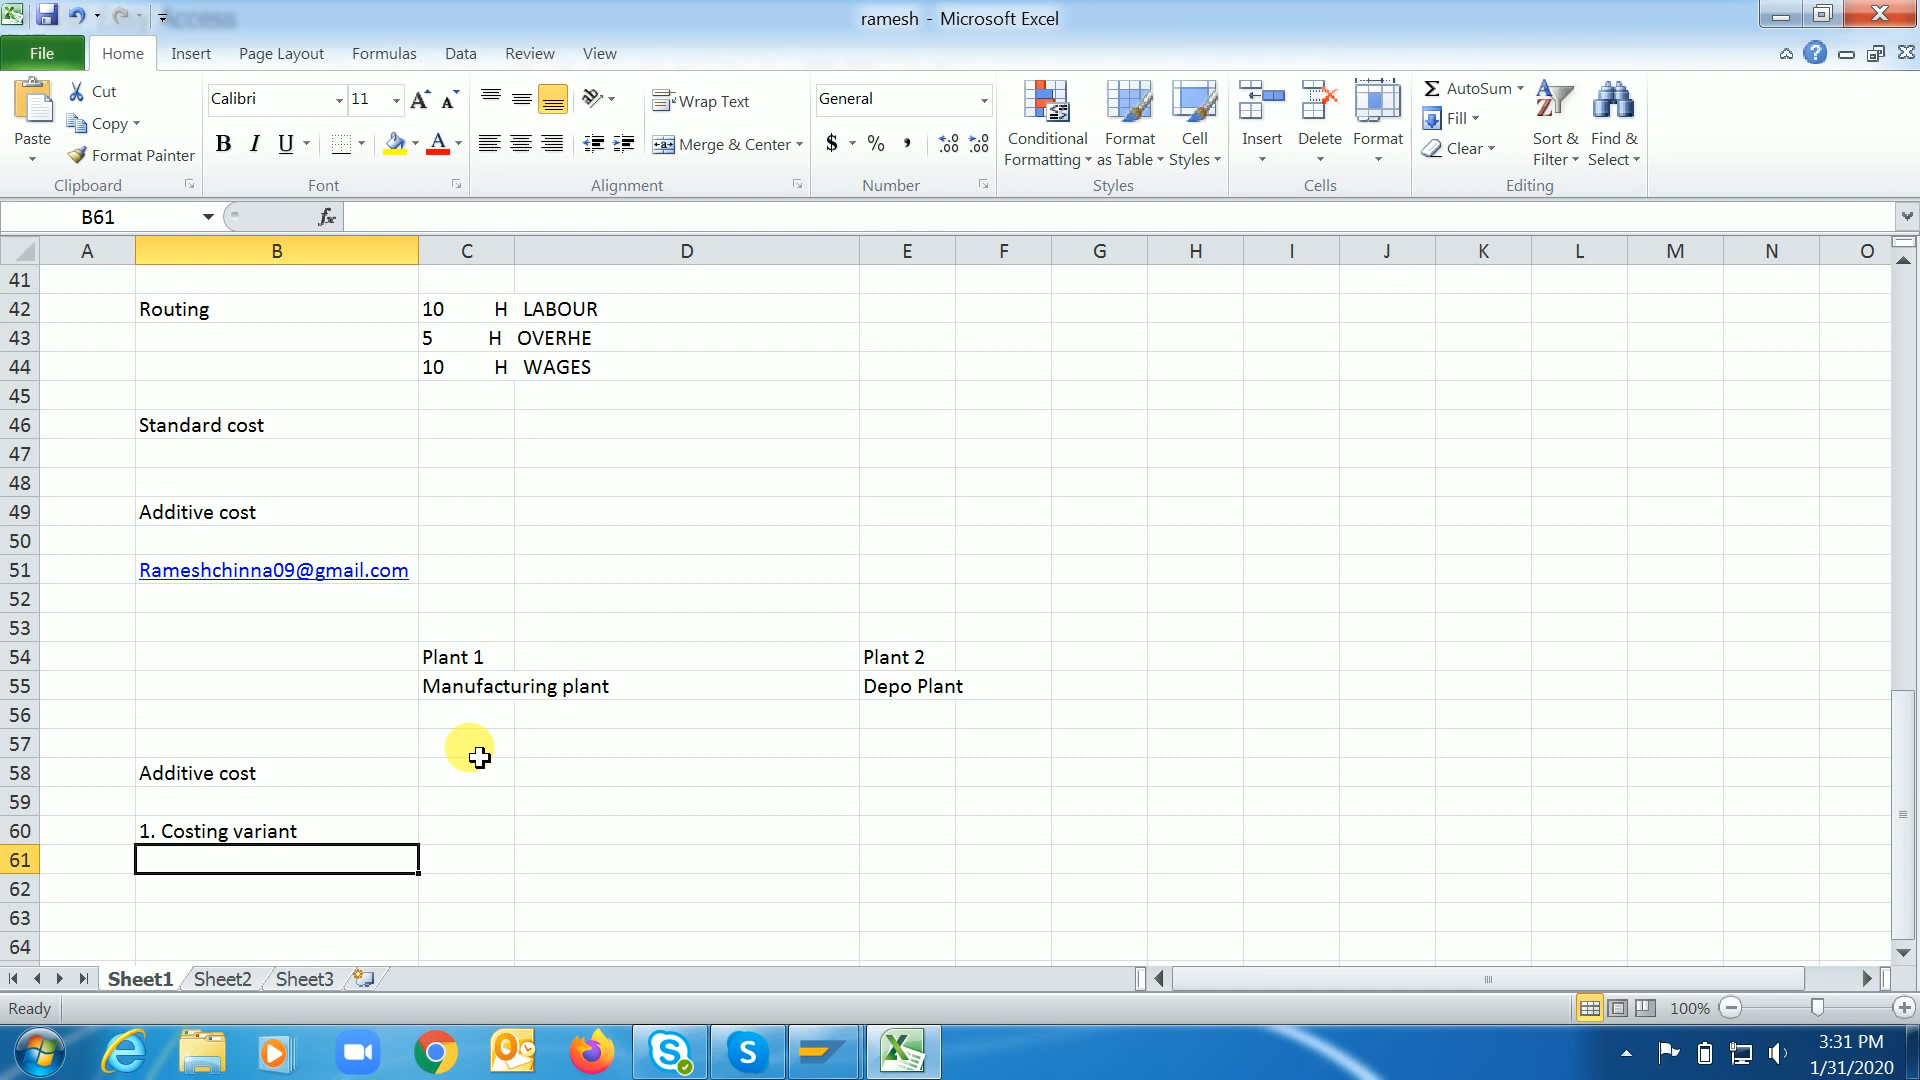 Access
ramesh - Microsoft Excel
File Home Insert Page Layout Formulas Data Review View
Paste Cut Copy Format Painter
Clipboard
Calibri 11
B I U A
Font
Wrap Text
Merge & Center
Alignment
General
$ % ,
Number
Conditional Formatting
Format as Table
Cell Styles
Styles
Insert Delete Format
Cells
AutoSum
Fill
Clear
Sort & Filter
Find & Select
Editing
B61
fx
A B C D E F G H I J K L M N O
41
42 Routing 10 H LABOUR
43 5 H OVERHE
44 10 H WAGES
45
46 Standard cost
47
48
49 Additive cost
50
51 Rameshchinna09@gmail.com
52
53
54 Plant 1 Plant 2
55 Manufacturing plant Depo Plant
56
57
58 Additive cost
59
60 1. Costing variant
61
62
63
64
Sheet1 Sheet2 Sheet3
Ready 100%
3:31 PM
1/31/2020